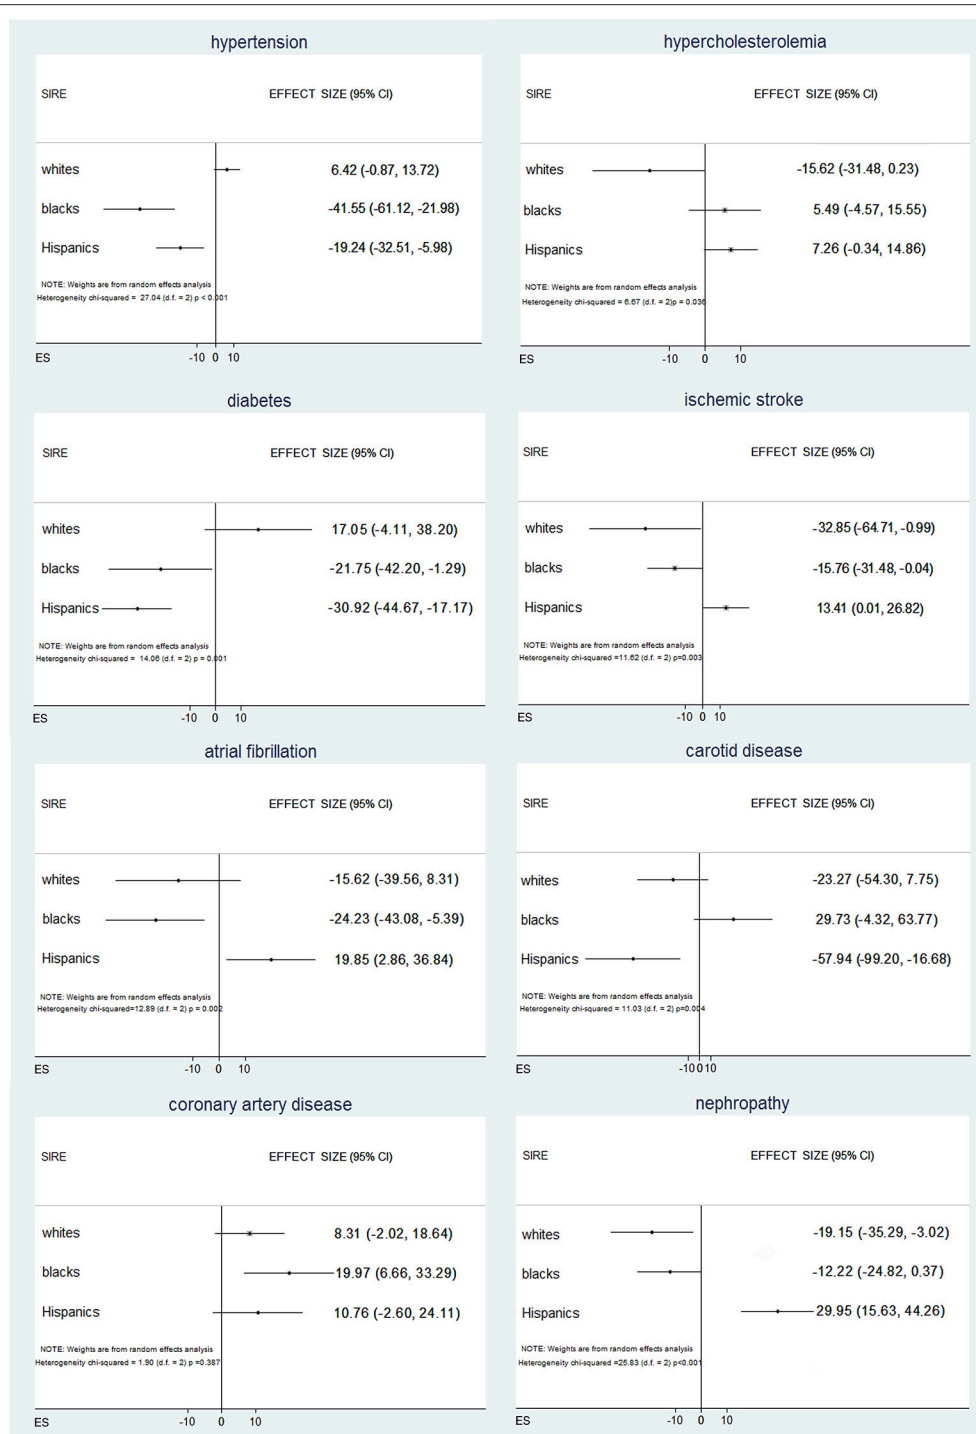 hypertension
SIRE EFFECT SIZE (95% CI)
whites 6.42 (-0.87, 13.72)
blacks -41.55 (-61.12, -21.98)
Hispanics -19.24 (-32.51, -5.98)
NOTE: Weights are from random effects analysis
Heterogeneity chi-squared = 27.04 (d.f. = 2) p < 0.001
ES -10 0 10
hypercholesterolemia
SIRE EFFECT SIZE (95% CI)
whites -15.62 (-31.48, 0.23)
blacks 5.49 (-4.57, 15.55)
Hispanics 7.26 (-0.34, 14.86)
NOTE: Weights are from random effects analysis
Heterogeneity chi-squared = 6.67 (d.f. = 2)p = 0.036
ES -10 0 10
diabetes
SIRE EFFECT SIZE (95% CI)
whites 17.05 (-4.11, 38.20)
blacks -21.75 (-42.20, -1.29)
Hispanics -30.92 (-44.67, -17.17)
NOTE: Weights are from random effects analysis
Heterogeneity chi-squared = 14.06 (d.f. = 2) p = 0.001
ES -10 0 10
ischemic stroke
SIRE EFFECT SIZE (95% CI)
whites -32.85 (-64.71, -0.99)
blacks -15.76 (-31.48, -0.04)
Hispanics 13.41 (0.01, 26.82)
NOTE: Weights are from random effects analysis
Heterogeneity chi-squared =11.62 (d.f. = 2) p=0.003
ES -10 0 10
atrial fibrillation
SIRE EFFECT SIZE (95% CI)
whites -15.62 (-39.56, 8.31)
blacks -24.23 (-43.08, -5.39)
Hispanics 19.85 (2.86, 36.84)
NOTE: Weights are from random effects analysis
Heterogeneity chi-squared=12.89 (d.f. = 2) p = 0.002
ES -10 0 10
carotid disease
SIRE EFFECT SIZE (95% CI)
whites -23.27 (-54.30, 7.75)
blacks 29.73 (-4.32, 63.77)
Hispanics -57.94 (-99.20, -16.68)
NOTE: Weights are from random effects analysis
Heterogeneity chi-squared = 11.03 (d.f. = 2) p=0.004
ES -10 0 10
coronary artery disease
SIRE EFFECT SIZE (95% CI)
whites 8.31 (-2.02, 18.64)
blacks 19.97 (6.66, 33.29)
Hispanics 10.76 (-2.60, 24.11)
NOTE: Weights are from random effects analysis
Heterogeneity chi-squared = 1.90 (d.f. = 2) p =0.387
ES -10 0 10
nephropathy
SIRE EFFECT SIZE (95% CI)
whites -19.15 (-35.29, -3.02)
blacks -12.22 (-24.82, 0.37)
Hispanics 29.95 (15.63, 44.26)
NOTE: Weights are from random effects analysis
Heterogeneity chi-squared =25.83 (d.f. = 2) p<0.001
ES -10 0 10